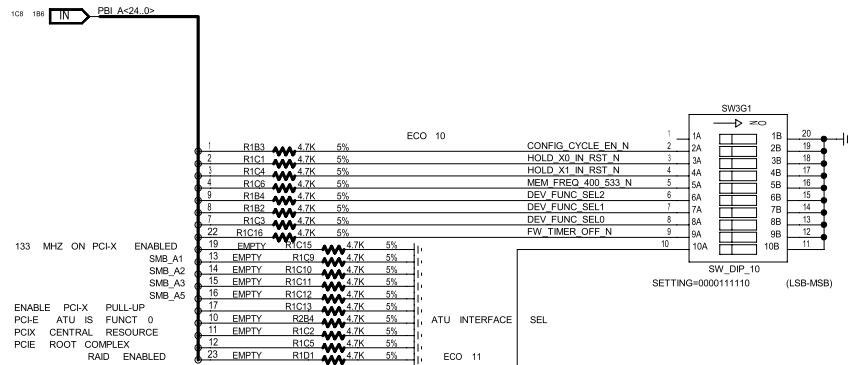 1C8 1B6 IN PBI_A<24..0>
SW3G1
ON
ECO 10
1 1A 1B 20
1 R1B3 4.7K 5% CONFIG_CYCLE_EN_N 2 2A 2B 19
2 R1C1 4.7K 5% HOLD_X0_IN_RST_N 3 3A 3B 18
3 R1C4 4.7K 5% HOLD_X1_IN_RST_N 4 4A 4B 17
4 R1C6 4.7K 5% MEM_FREQ_400_533_N 5 5A 5B 16
9 R1B4 4.7K 5% DEV_FUNC_SEL2 6 6A 6B 15
8 R1B2 4.7K 5% DEV_FUNC_SEL1 7 7A 7B 14
7 R1C3 4.7K 5% DEV_FUNC_SEL0 8 8A 8B 13
22 R1C16 4.7K 5% FW_TIMER_OFF_N 9 9A 9B 12
133 MHZ ON PCI-X ENABLED 19 EMPTY R1C15 4.7K 5% 10 10A 10B 11
SMB_A1 13 EMPTY R1C9 4.7K 5%
SMB_A2 14 EMPTY R1C10 4.7K 5%
SW_DIP_10
SMB_A3 15 EMPTY R1C11 4.7K 5%
SETTING=0000111110 (LSB-MSB)
SMB_A5 16 EMPTY R1C12 4.7K 5%
ENABLE PCI-X PULL-UP 17 R1C13 4.7K 5%
PCI-E ATU IS FUNCT 0 10 EMPTY R2B4 4.7K 5% ATU INTERFACE SEL
PCIX CENTRAL RESOURCE 11 EMPTY R1C2 4.7K 5%
PCIE ROOT COMPLEX 12 R1C5 4.7K 5%
RAID ENABLED 23 EMPTY R1D1 4.7K 5% ECO 11